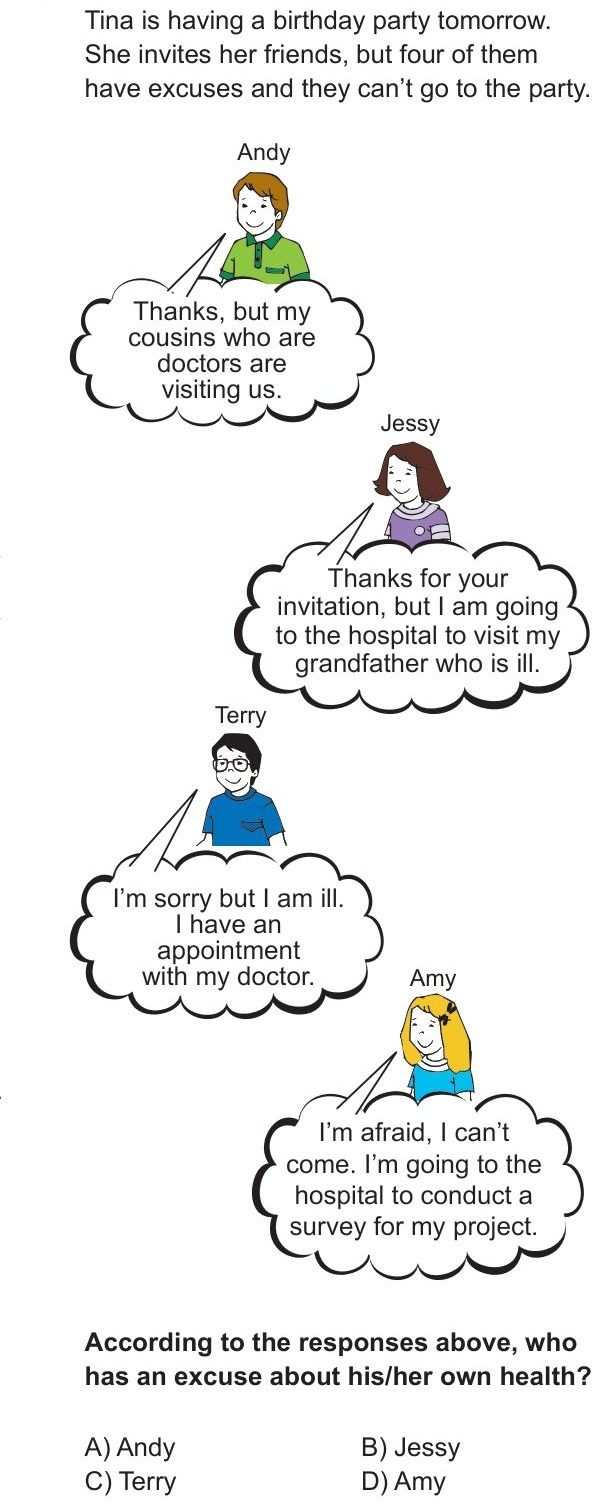 Tina is having a birthday party tomorrow.
She invites her friends, but four of them
have excuses and they can't go to the party.
Andy
Thanks, but my
cousins who are
doctors are
visiting us.
Jessy
Thanks for your
invitation, but I am going
to the hospital to visit my
grandfather who is ill.
Terry
I'm sorry but I am ill.
I have an
appointment
with my doctor.
Amy
I'm afraid, I can't
come. I'm going to the
hospital to conduct a
survey for my project.
According to the responses above, who
has an excuse about his/her own health?
A) Andy B) Jessy
C) Terry D) Amy